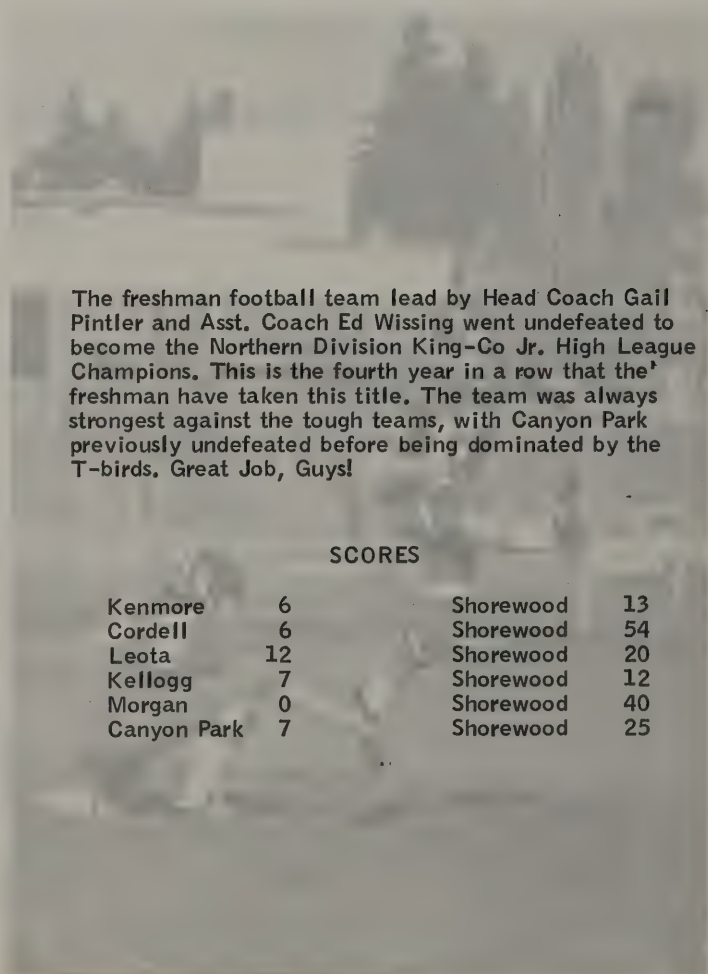 The freshman football team lead by Head Coach Gail
Pintler and Asst. Coach Ed Wissing went undefeated to
become the Northern Division King-Co Jr. High League
Champions. This is the fourth year in a row that the
freshman have taken this title. The team was always
strongest against the tough teams, with Canyon Park
previously undefeated before being dominated by the
T-birds. Great Job, Guys!
SCORES
Kenmore 6 Shorewood 13
Cordell 6 Shorewood 54
Leota 12 Shorewood 20
Kellogg 7 Shorewood 12
Morgan 0 Shorewood 40
Canyon Park 7 Shorewood 25